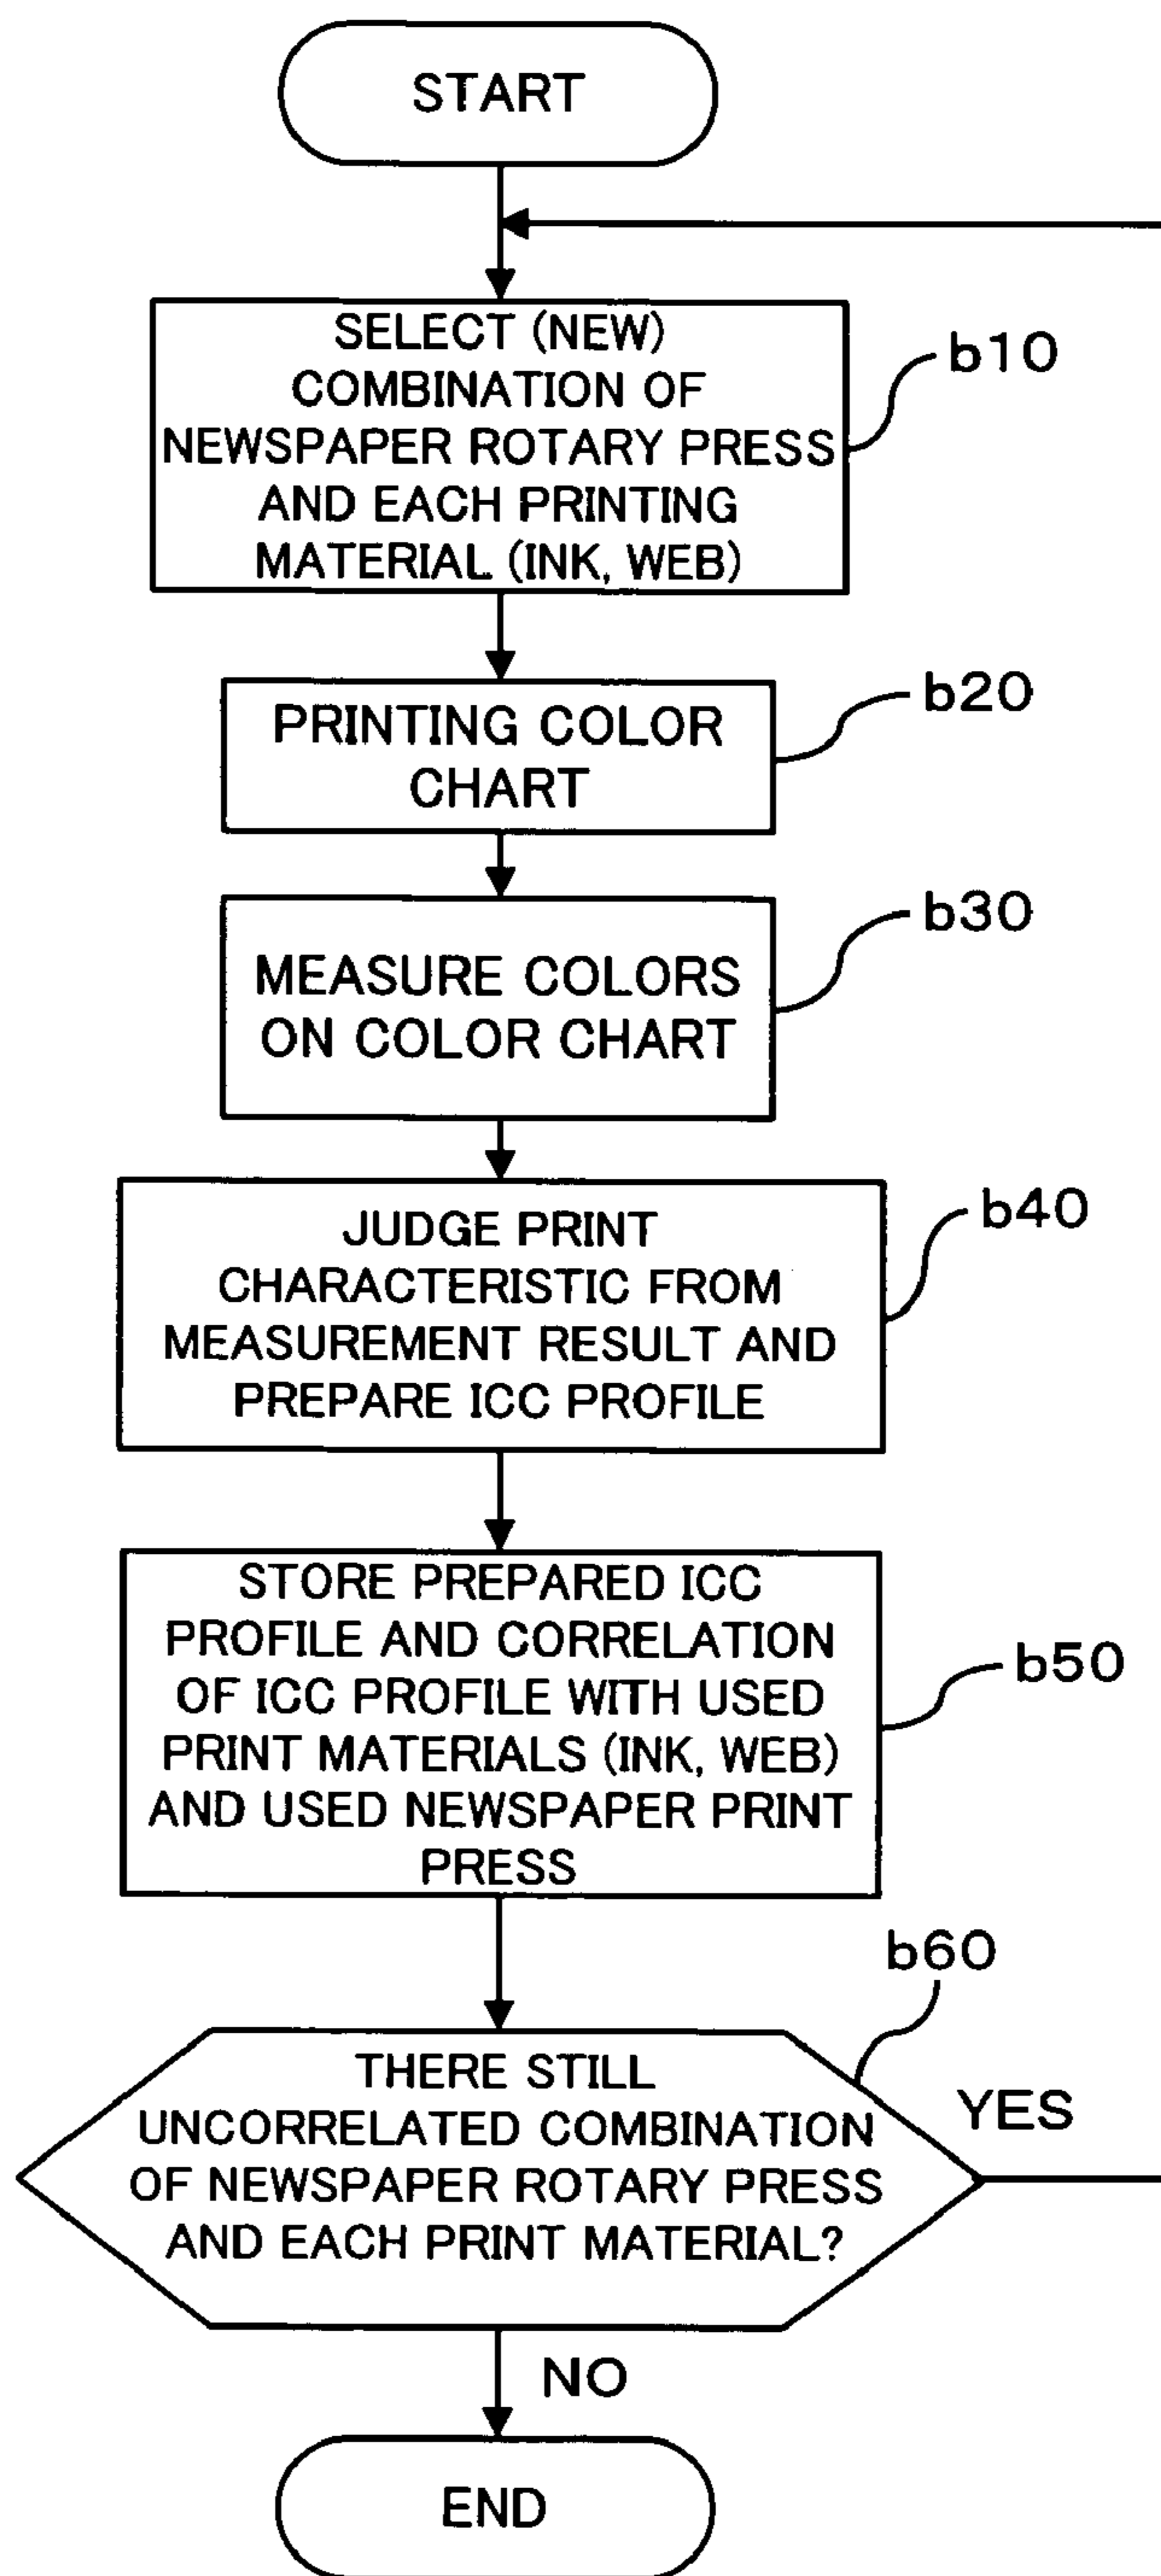 START
SELECT (NEW)
COMBINATION OF
NEWSPAPER ROTARY PRESS
AND EACH PRINTING
MATERIAL (INK, WEB)
b10
PRINTING COLOR
CHART
b20
MEASURE COLORS
ON COLOR CHART
b30
JUDGE PRINT
CHARACTERISTIC FROM
MEASUREMENT RESULT AND
PREPARE ICC PROFILE
b40
STORE PREPARED ICC
PROFILE AND CORRELATION
OF ICC PROFILE WITH USED
PRINT MATERIALS (INK, WEB)
AND USED NEWSPAPER PRINT
PRESS
b50
b60
THERE STILL
UNCORRELATED COMBINATION
OF NEWSPAPER ROTARY PRESS
AND EACH PRINT MATERIAL?
YES
NO
END